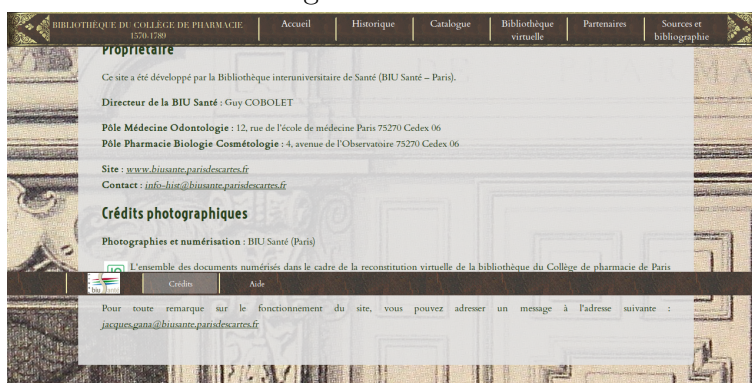 BIBLIOTHÈQUE DU COLLÈGE DE PHARMACIE
1570-1789
Accueil
Historique
Catalogue
Bibliothèque
virtuelle
Partenaires
Sources et
bibliographie
Propriétaire
Ce site a été développé par la Bibliothèque interuniversitaire de Santé (BIU Santé – Paris).
Directeur de la BIU Santé : Guy COBOLET
Pôle Médecine Odontologie : 12, rue de l'école de médecine Paris 75270 Cedex 06
Pôle Pharmacie Biologie Cosmétologie : 4, avenue de l'Observatoire 75270 Cedex 06
Site : www.biusante.parisdescartes.fr
Contact : info-hist@biusante.parisdescartes.fr
Crédits photographiques
Photographies et numérisation : BIU Santé (Paris)
L'ensemble des documents numérisés dans le cadre de la reconstitution virtuelle de la bibliothèque du Collège de pharmacie de Paris
biu santé
Crédits
Aide
Pour toute remarque sur le fonctionnement du site, vous pouvez adresser un message à l'adresse suivante :
jacques.gana@biusante.parisdescartes.fr